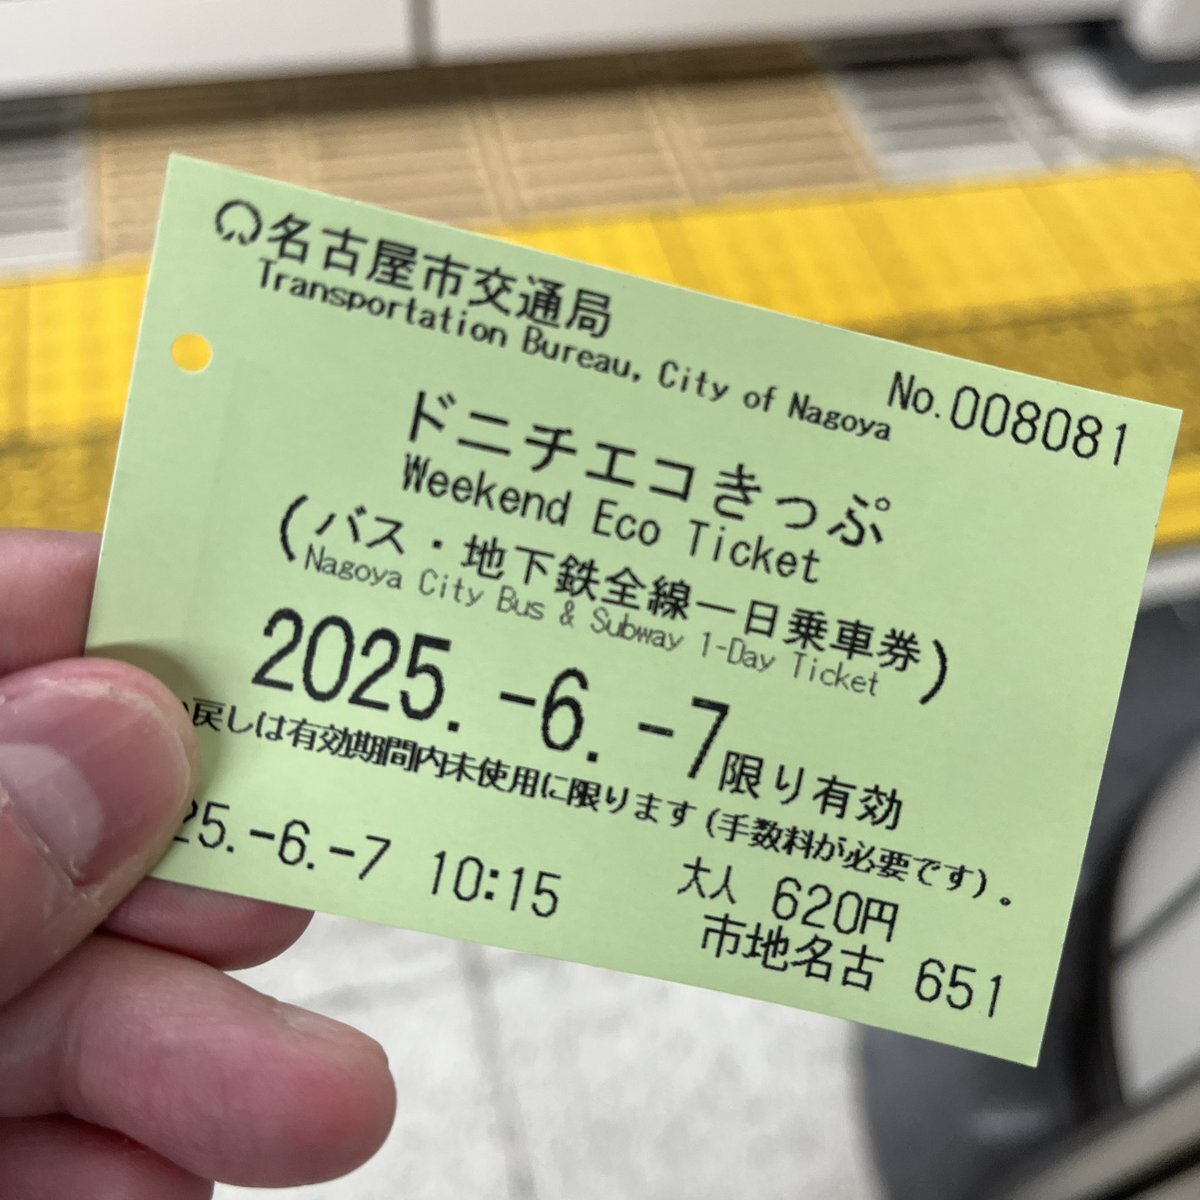 名古屋市交通局
Transportation Bureau, City of Nagoya
No.008081
ドニチエコきっぷ
Weekend Eco Ticket
(バス・地下鉄全線一日乗車券)
Nagoya City Bus & Subway 1-Day Ticket
2025.-6.-7限り有効
戻しは有効期間内未使用に限ります(手数料が必要です)。
25.-6.-7 10:15
大人 620円
市地名古 651